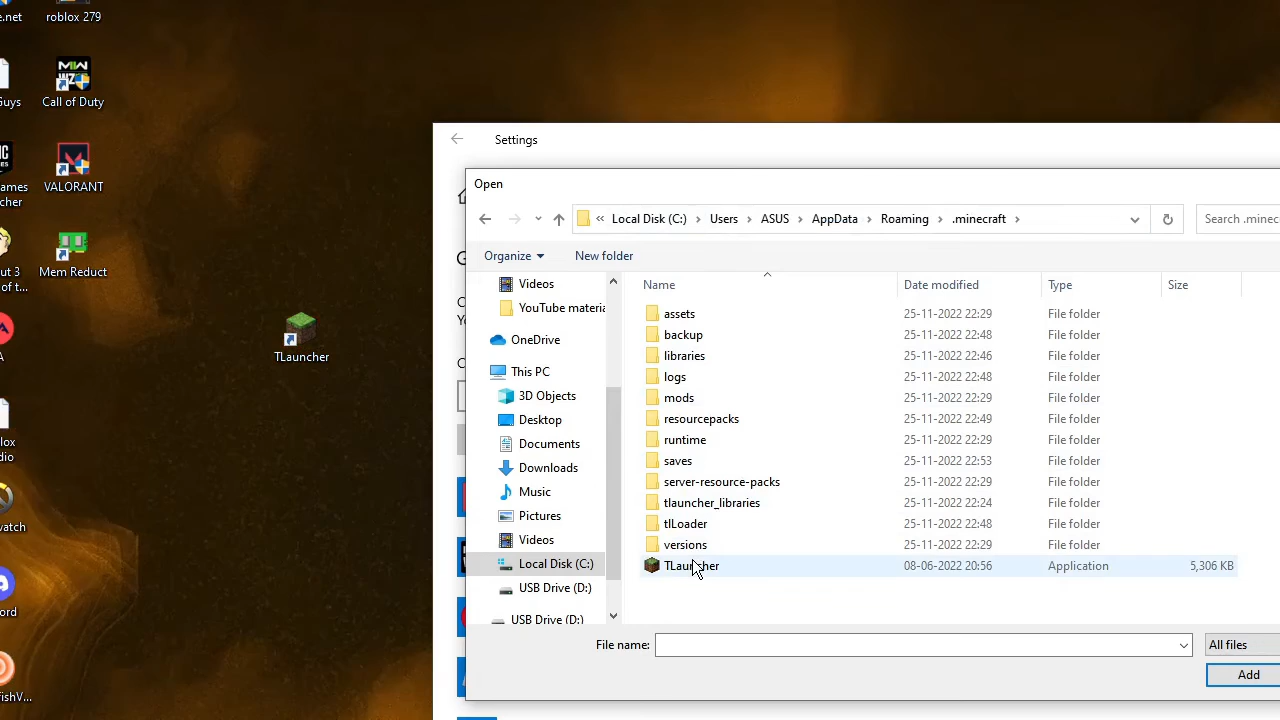 e.net
roblox 279
Guys
Call of Duty
VALORANT
Mem Reduct
TLauncher
Settings
Open
« Local Disk (C:) › Users › ASUS › AppData › Roaming › .minecraft ›
Search .minec
Organize
New folder
Name
Date modified
Type
Size
Videos
YouTube materia
OneDrive
This PC
3D Objects
Desktop
Documents
Downloads
Music
Pictures
Videos
Local Disk (C:)
USB Drive (D:)
USB Drive (D:)
assets 25-11-2022 22:29 File folder
backup 25-11-2022 22:48 File folder
libraries 25-11-2022 22:46 File folder
logs 25-11-2022 22:48 File folder
mods 25-11-2022 22:29 File folder
resourcepacks 25-11-2022 22:49 File folder
runtime 25-11-2022 22:29 File folder
saves 25-11-2022 22:53 File folder
server-resource-packs 25-11-2022 22:29 File folder
tlauncher_libraries 25-11-2022 22:24 File folder
tlLoader 25-11-2022 22:48 File folder
versions 25-11-2022 22:29 File folder
TLauncher 08-06-2022 20:56 Application 5,306 KB
File name:
All files
Add